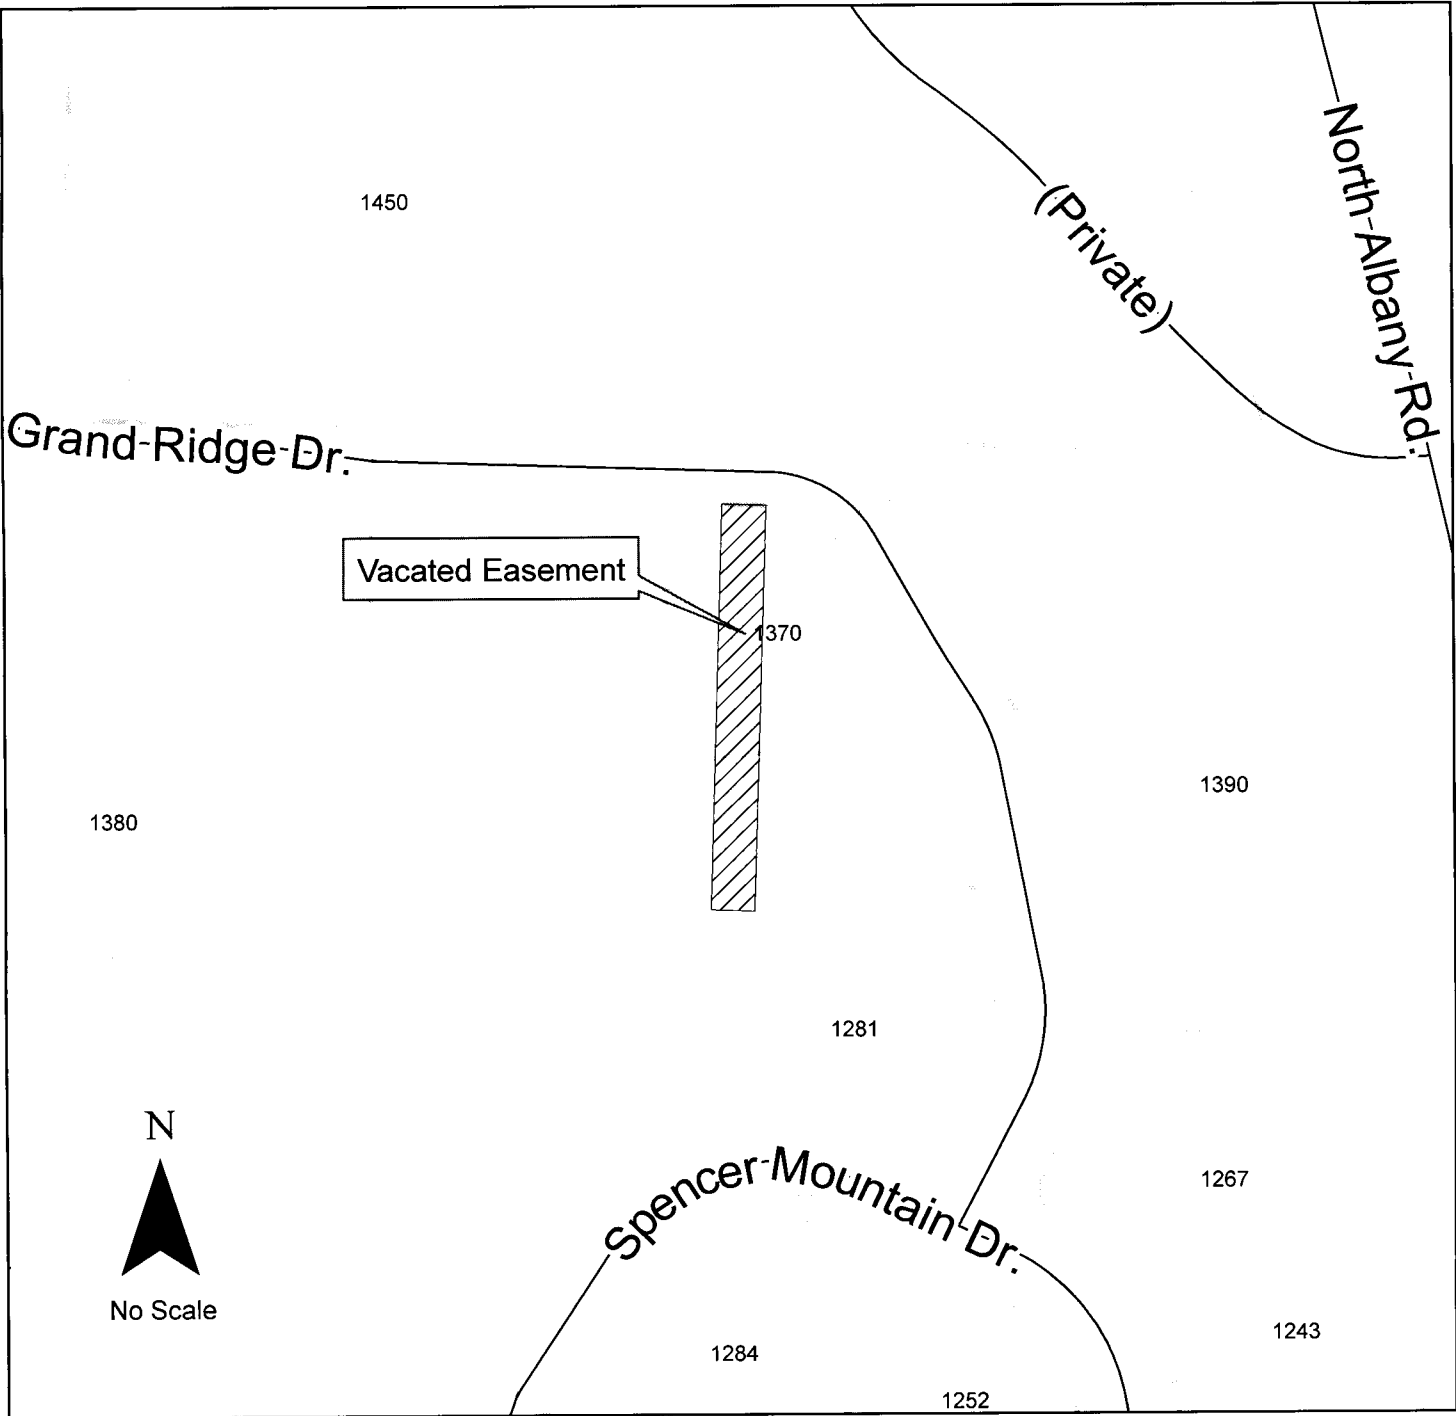 North-Albany-Rd.
1450
(Private)
Grand-Ridge-Dr.
Vacated Easement
1370
1390
1380
1281
N
Spencer-Mountain-Dr.
1267
No Scale
1243
1284
1252